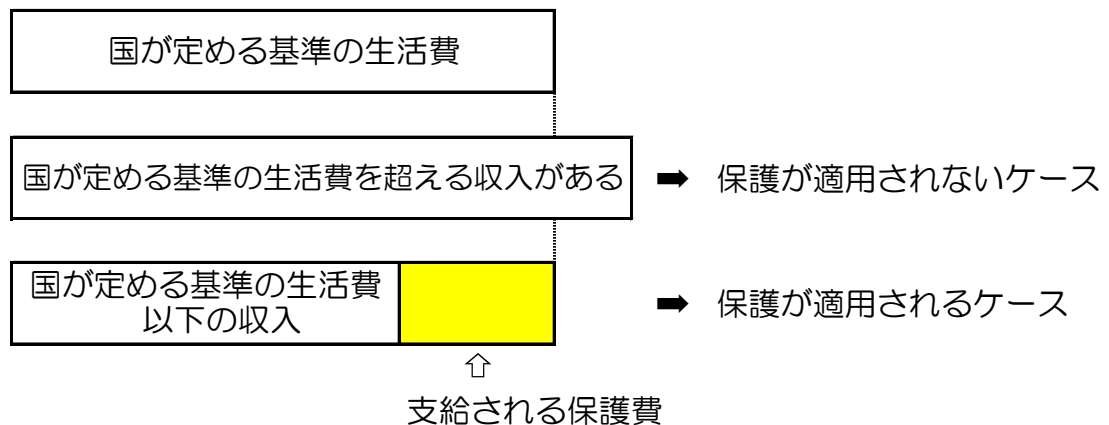 国が定める基準の生活費
国が定める基準の生活費を超える収入がある ➡ 保護が適用されないケース
国が定める基準の生活費
以下の収入
➡ 保護が適用されるケース
⇧
支給される保護費